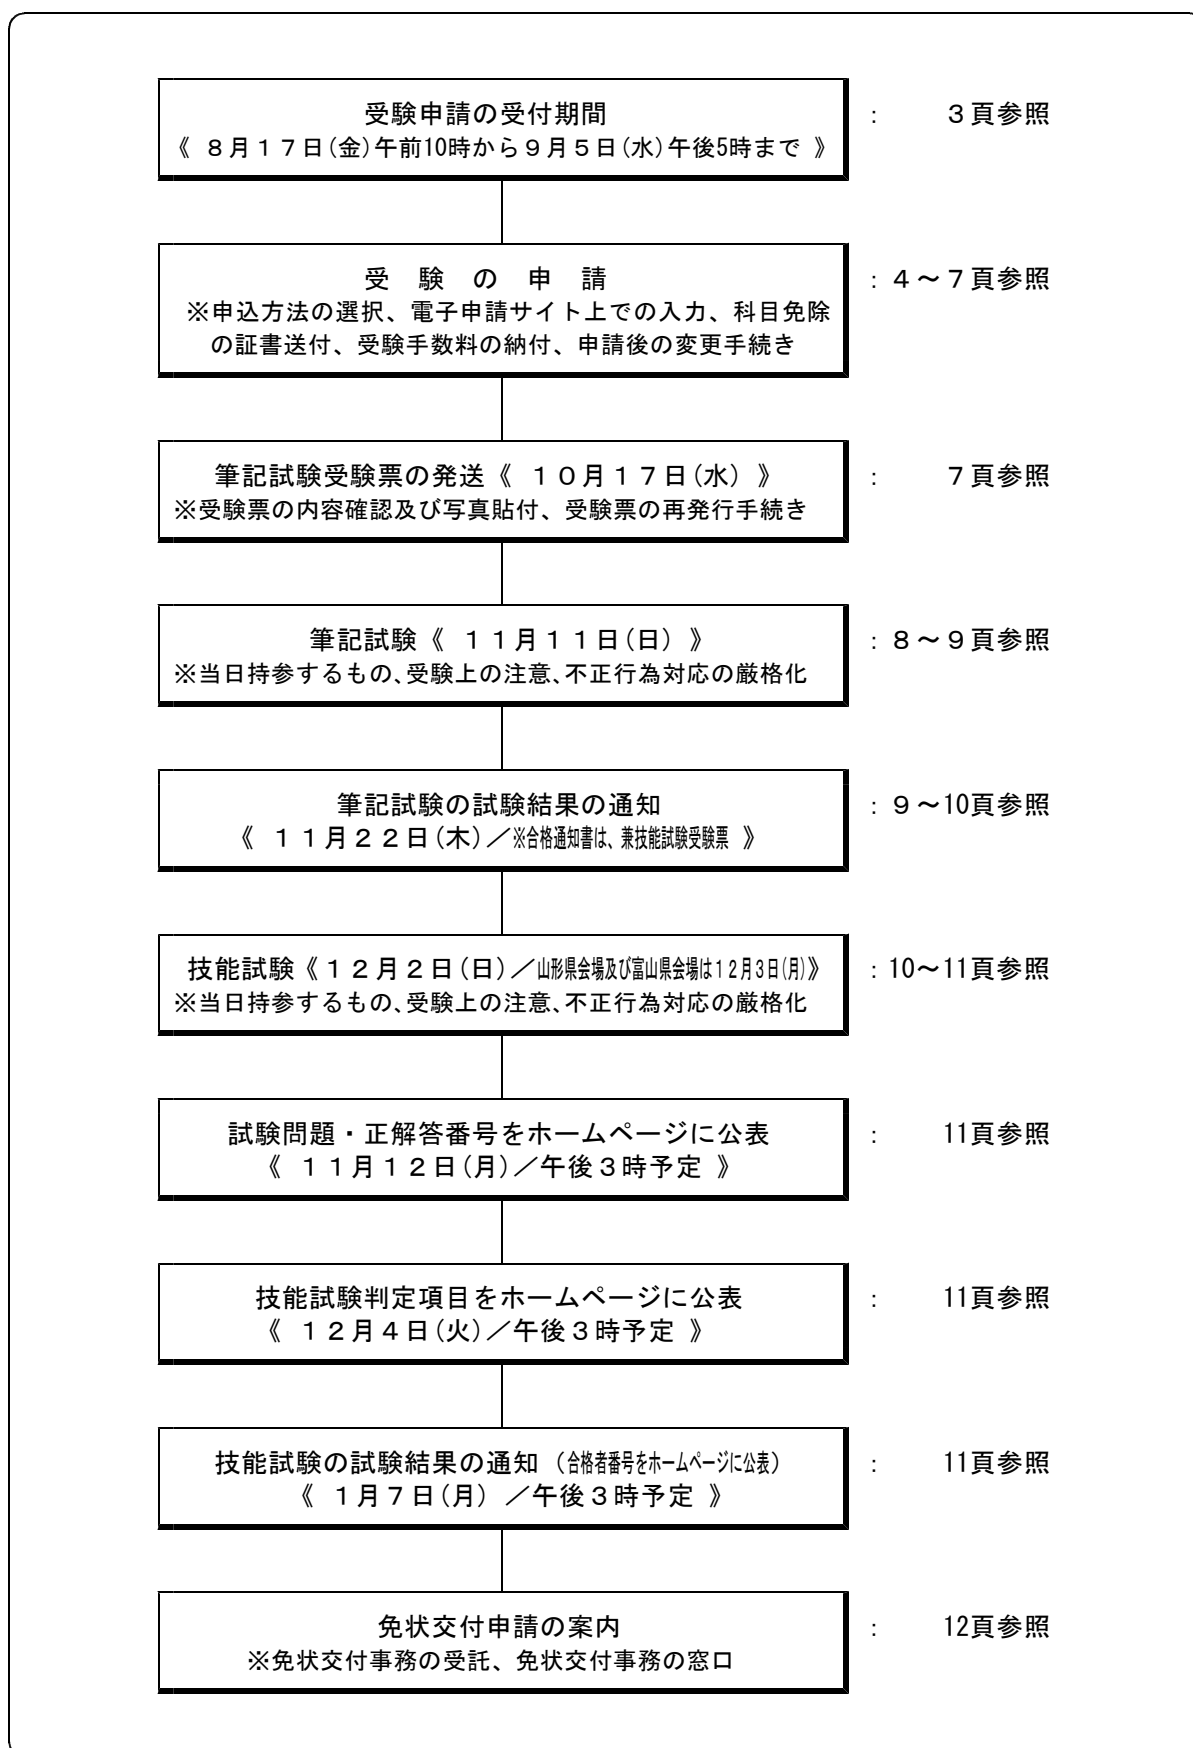 受験申請の受付期間 : 3頁参照
《 8月17日(金)午前10時から9月5日(水)午後5時まで 》
受 験 の 申 請 : 4～7頁参照
※申込方法の選択、電子申請サイト上での入力、科目免除
の証書送付、受験手数料の納付、申請後の変更手続き
筆記試験受験票の発送《 10月17日(水) 》 : 7頁参照
※受験票の内容確認及び写真貼付、受験票の再発行手続き
筆記試験《 11月11日(日) 》 : 8～9頁参照
※当日持参するもの、受験上の注意、不正行為対応の厳格化
筆記試験の試験結果の通知 : 9～10頁参照
《 11月22日(木)／※合格通知書は、兼技能試験受験票 》
技能試験《12月2日(日)／山形県会場及び富山県会場は12月3日(月)》 : 10～11頁参照
※当日持参するもの、受験上の注意、不正行為対応の厳格化
試験問題・正解答番号をホームページに公表 : 11頁参照
《 11月12日(月)／午後3時予定 》
技能試験判定項目をホームページに公表 : 11頁参照
《 12月4日(火)／午後3時予定 》
技能試験の試験結果の通知（合格者番号をホームページに公表） : 11頁参照
《 1月7日(月) ／午後3時予定 》
免状交付申請の案内 : 12頁参照
※免状交付事務の受託、免状交付事務の窓口